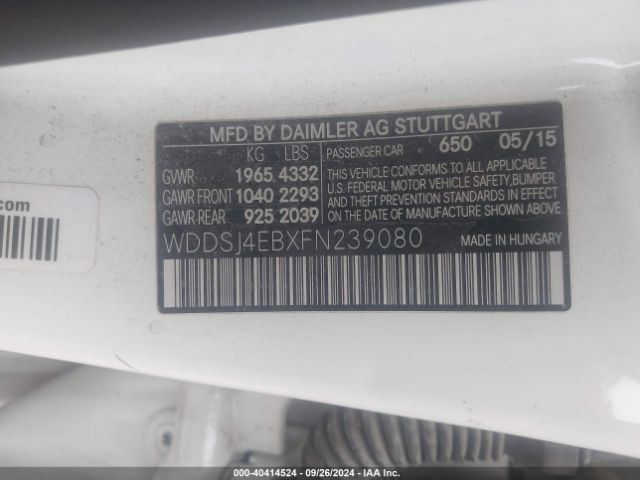 MFD BY DAIMLER AG STUTTGART
KG LBS
GVWR 1965 4332
GAWR FRONT 1040 2293
GAWR REAR 925 2039
PASSENGER CAR 650 05/15
THIS VEHICLE CONFORMS TO ALL APPLICABLE
U.S. FEDERAL MOTOR VEHICLE SAFETY, BUMPER
AND THEFT PREVENTION STANDARDS IN EFFECT
ON THE DATE OF MANUFACTURE SHOWN ABOVE.
WDDSJ4EBXFN239080 MADE IN HUNGARY
.com
000-40414524 - 09/26/2024 - IAA Inc.